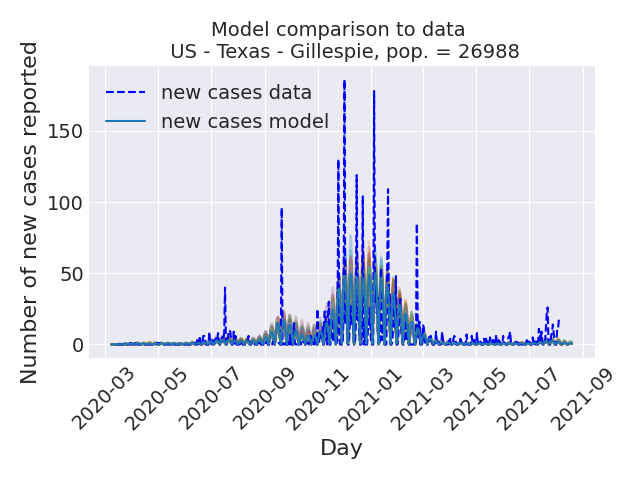 Model comparison to data
US - Texas - Gillespie, pop. = 26988
new cases data
new cases model
Number of new cases reported
150
100
50
0
2020-03
2020-05
2020-07
2020-09
2020-11
2021-01
2021-03
2021-05
2021-07
2021-09
Day